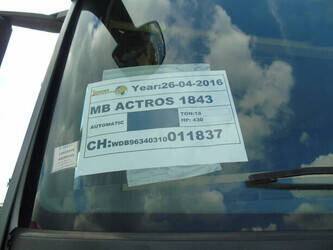 Year:26-04-2016
MB ACTROS 1843
AUTOMATIC
TON:18
HP: 430
CH:WDB96340310011837